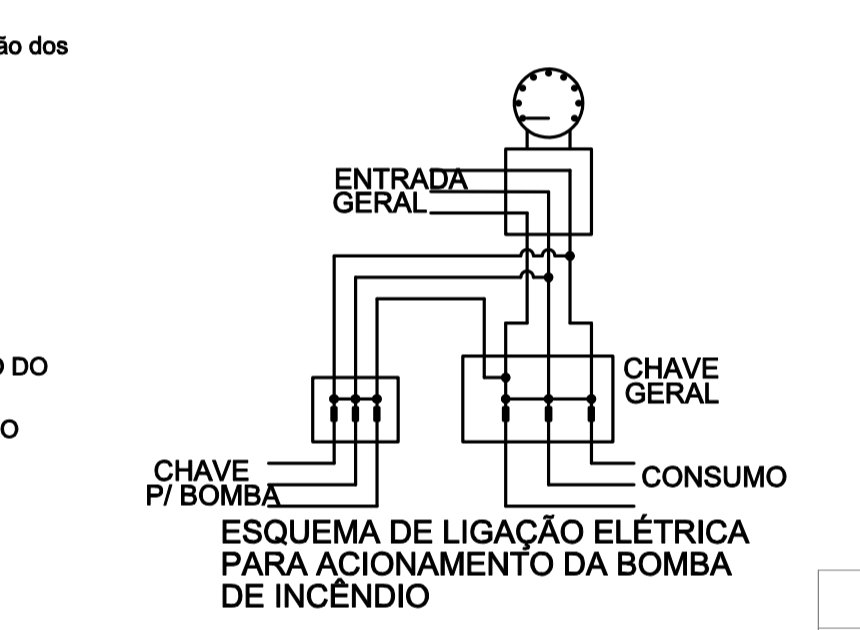 ão dos
ENTRADA
GERAL
O DO
O
CHAVE
GERAL
CHAVE
P/ BOMBA
CONSUMO
ESQUEMA DE LIGAÇÃO ELÉTRICA
PARA ACIONAMENTO DA BOMBA
DE INCÊNDIO